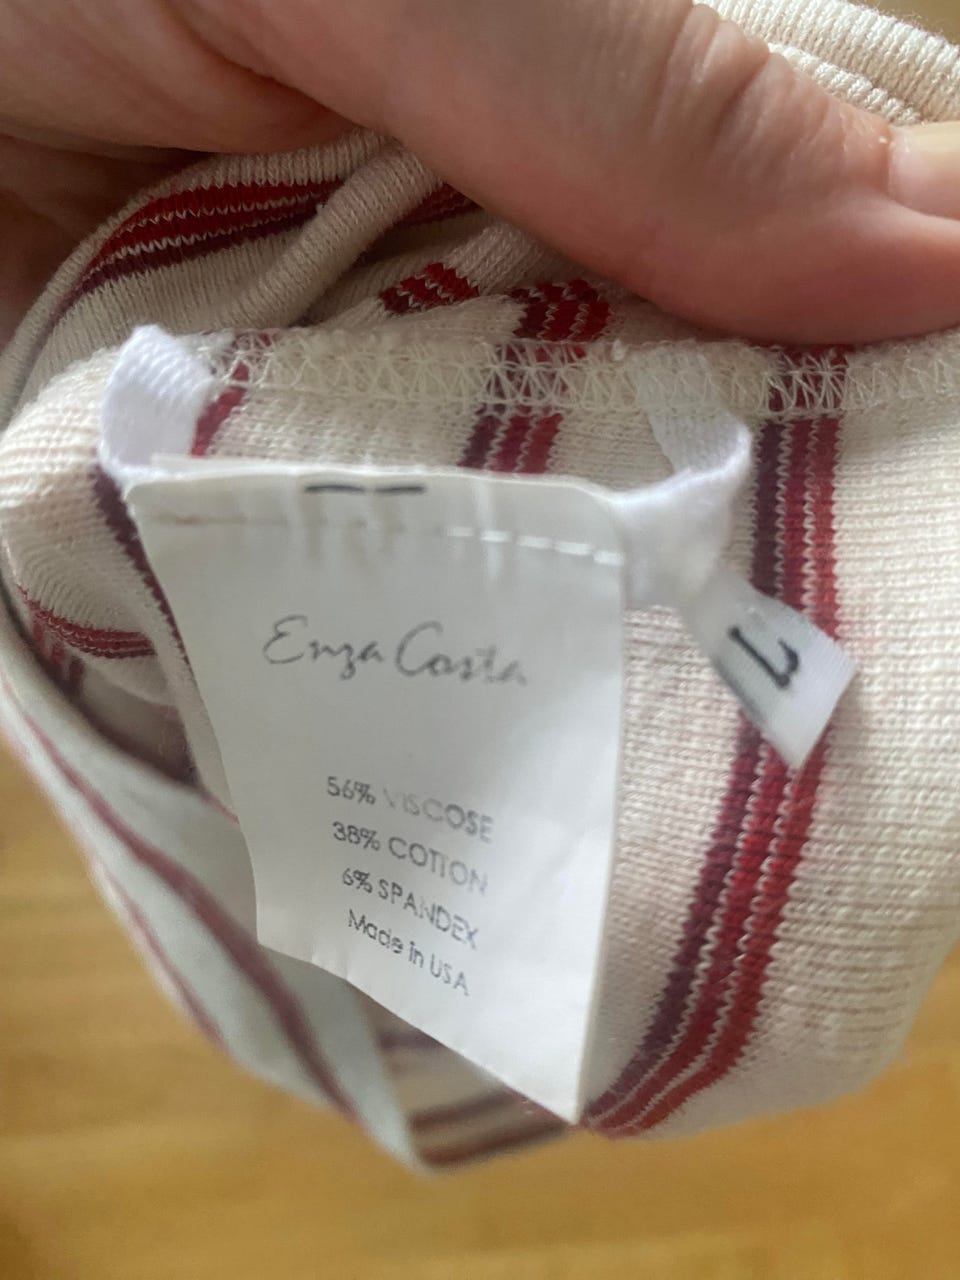 Enza Costa
56% VISCOSE
38% COTTON
6% SPANDEX
Made in USA
L